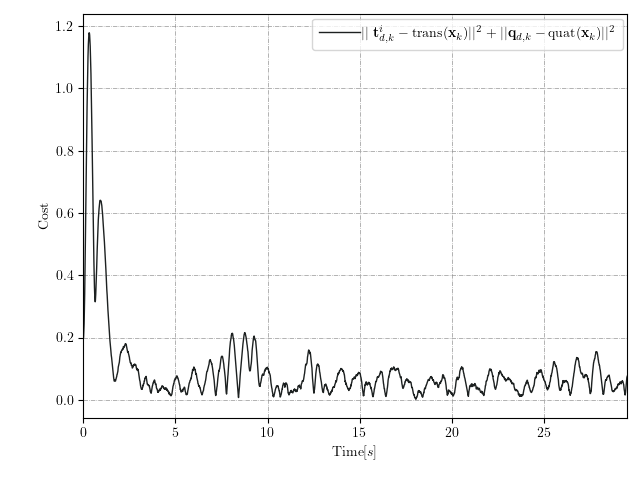 || t^i_{d,k} − trans(x_k)||² + ||q_{d,k} − quat(x_k)||²
1.2
1.0
0.8
0.6
0.4
0.2
0.0
Cost
0 5 10 15 20 25
Time[s]